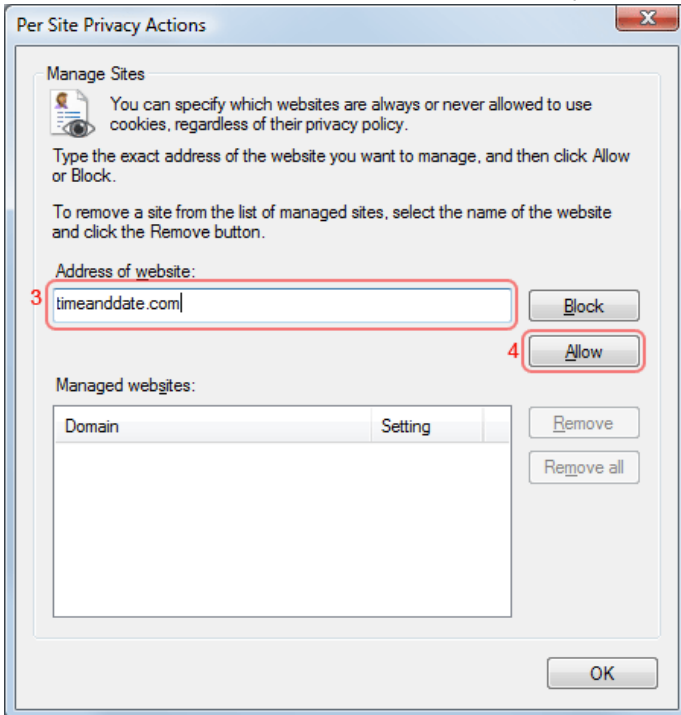 Per Site Privacy Actions
Manage Sites
You can specify which websites are always or never allowed to use
cookies, regardless of their privacy policy.
Type the exact address of the website you want to manage, and then click Allow
or Block.
To remove a site from the list of managed sites, select the name of the website
and click the Remove button.
Address of website:
3 timeanddate.com Block
4 Allow
Managed websites:
Domain Setting Remove
Remove all
OK